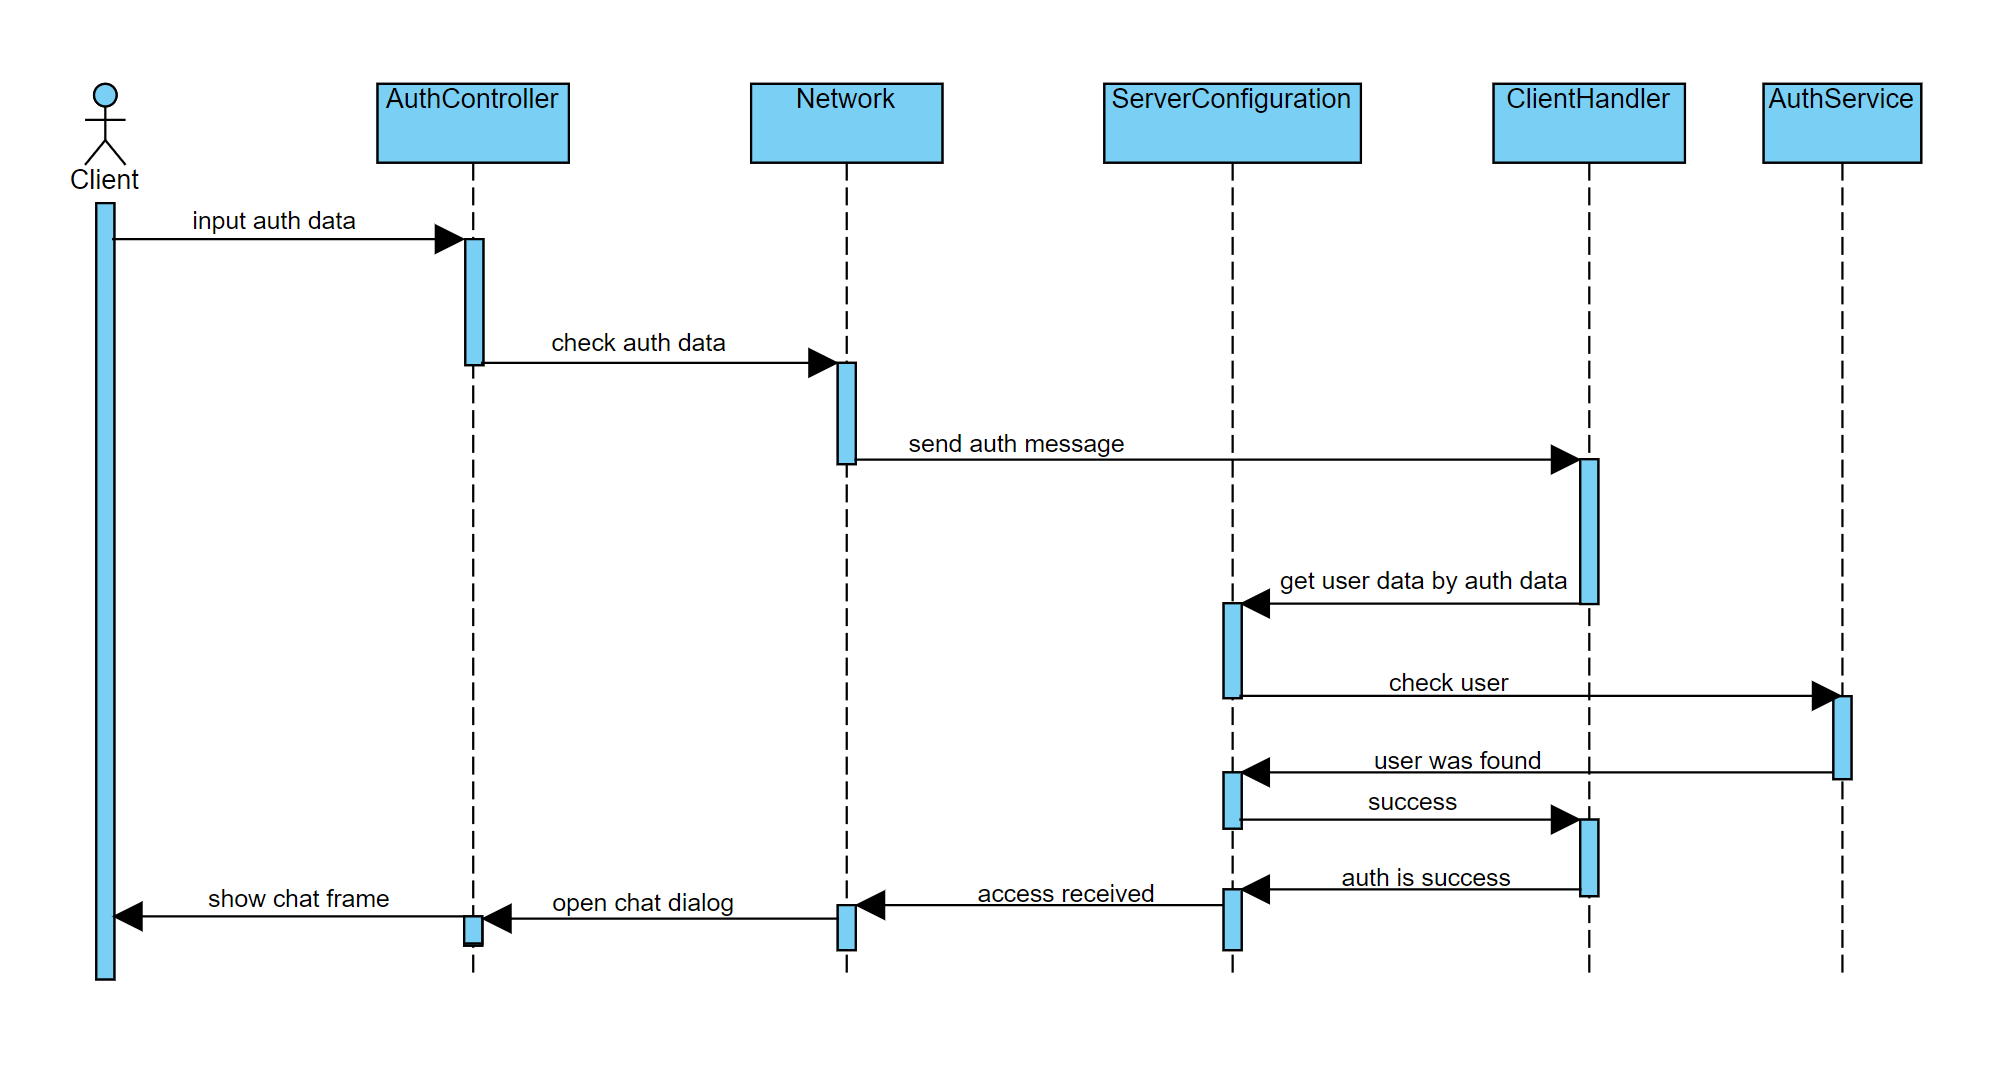 AuthController
Network
ServerConfiguration
ClientHandler
AuthService
Client
input auth data
check auth data
send auth message
get user data by auth data
check user
user was found
success
auth is success
access received
open chat dialog
show chat frame